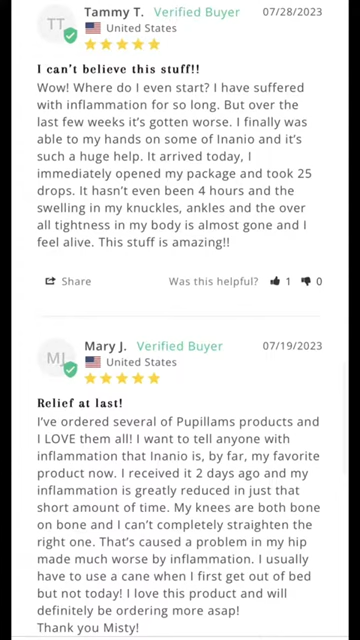 TT
Tammy T. Verified Buyer 07/28/2023
United States
I can't believe this stuff!!
Wow! Where do I even start? I have suffered
with inflammation for so long. But over the
last few weeks it's gotten worse. I finally was
able to my hands on some of Inanio and it's
such a huge help. It arrived today, I
immediately opened my package and took 25
drops. It hasn't even been 4 hours and the
swelling in my knuckles, ankles and the over
all tightness in my body is almost gone and I
feel alive. This stuff is amazing!!
Share Was this helpful? 1 0
MJ
Mary J. Verified Buyer 07/19/2023
United States
Relief at last!
I've ordered several of Pupillams products and
I LOVE them all! I want to tell anyone with
inflammation that Inanio is, by far, my favorite
product now. I received it 2 days ago and my
inflammation is greatly reduced in just that
short amount of time. My knees are both bone
on bone and I can't completely straighten the
right one. That's caused a problem in my hip
made much worse by inflammation. I usually
have to use a cane when I first get out of bed
but not today! I love this product and will
definitely be ordering more asap!
Thank you Misty!